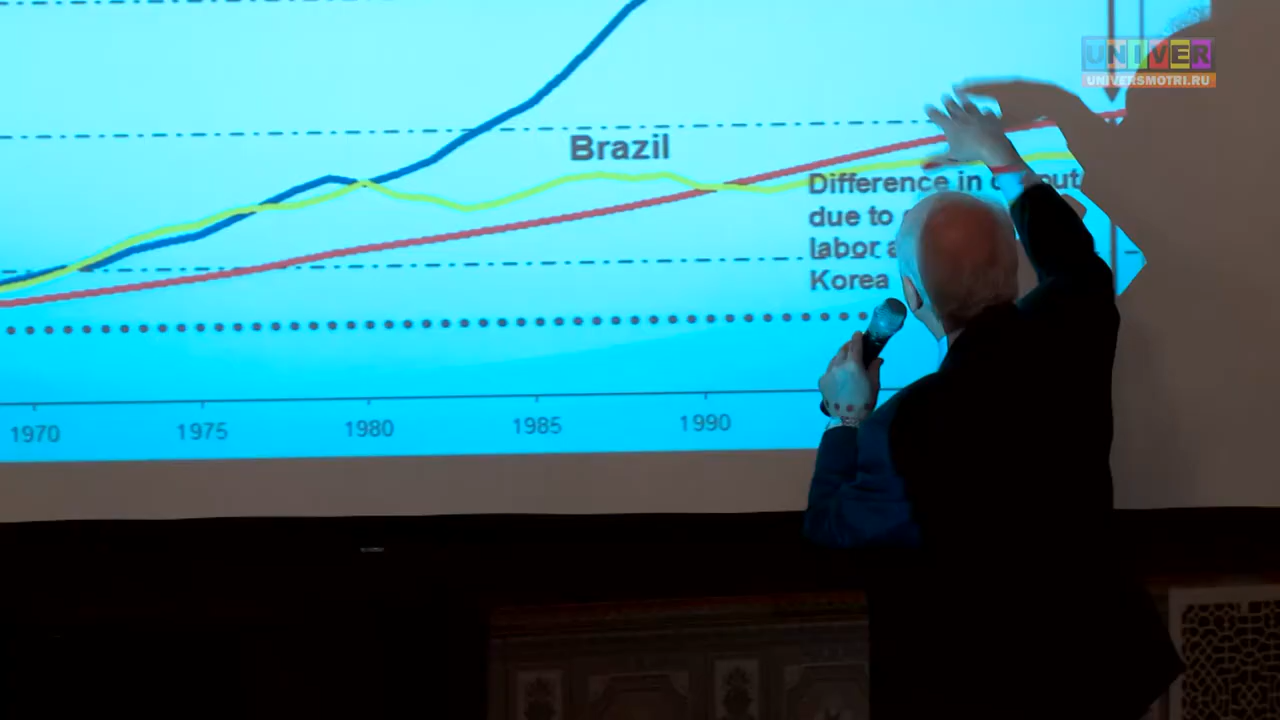 UNIVER
UNIVERSMOTRI.RU
Brazil
Difference in
due to
labor
Korea
1970
1975
1980
1985
1990